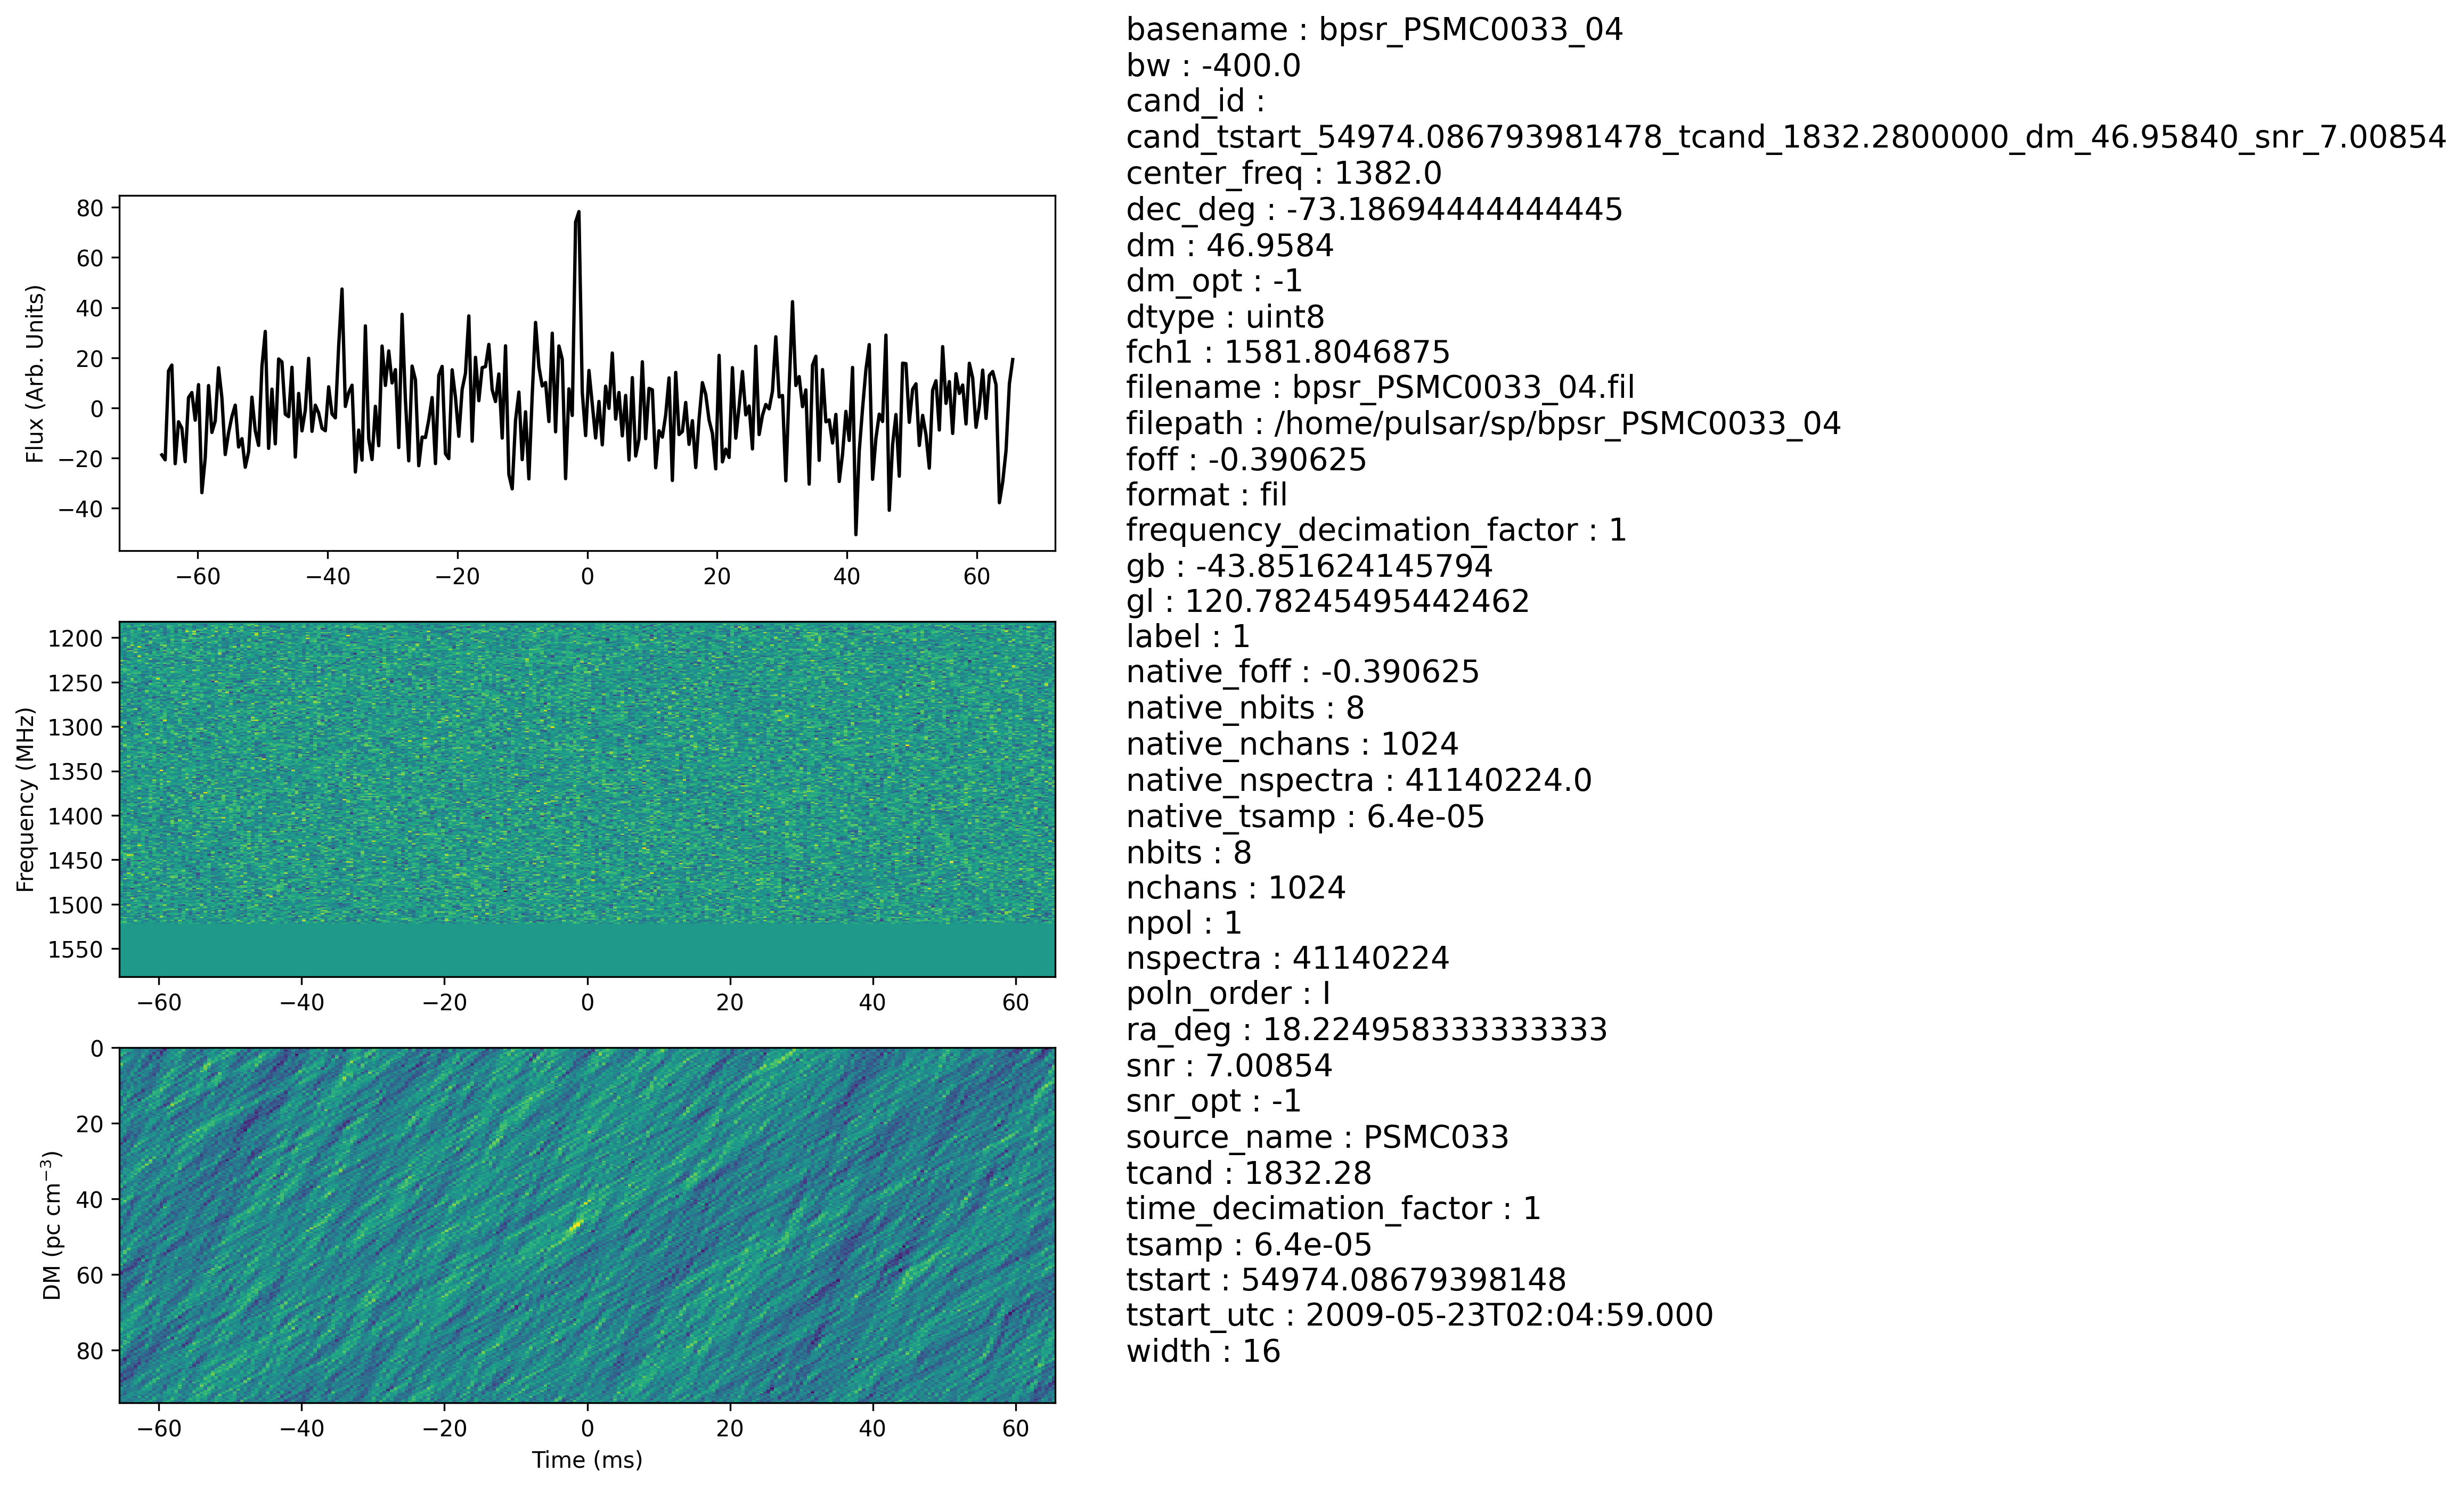 basename : bpsr_PSMC0033_04
bw : -400.0
cand_id :
cand_tstart_54974.086793981478_tcand_1832.2800000_dm_46.95840_snr_7.00854
center_freq : 1382.0
dec_deg : -73.18694444444445
dm : 46.9584
dm_opt : -1
dtype : uint8
fch1 : 1581.8046875
filename : bpsr_PSMC0033_04.fil
filepath : /home/pulsar/sp/bpsr_PSMC0033_04
foff : -0.390625
format : fil
frequency_decimation_factor : 1
gb : -43.851624145794
gl : 120.78245495442462
label : 1
native_foff : -0.390625
native_nbits : 8
native_nchans : 1024
native_nspectra : 41140224.0
native_tsamp : 6.4e-05
nbits : 8
nchans : 1024
npol : 1
nspectra : 41140224
poln_order : I
ra_deg : 18.224958333333333
snr : 7.00854
snr_opt : -1
source_name : PSMC033
tcand : 1832.28
time_decimation_factor : 1
tsamp : 6.4e-05
tstart : 54974.08679398148
tstart_utc : 2009-05-23T02:04:59.000
width : 16
Flux (Arb. Units)
80
60
40
20
0
−20
−40
−60 −40 −20 0 20 40 60
Frequency (MHz)
1200
1250
1300
1350
1400
1450
1500
1550
−60 −40 −20 0 20 40 60
DM (pc cm⁻³)
0
20
40
60
80
−60 −40 −20 0 20 40 60
Time (ms)